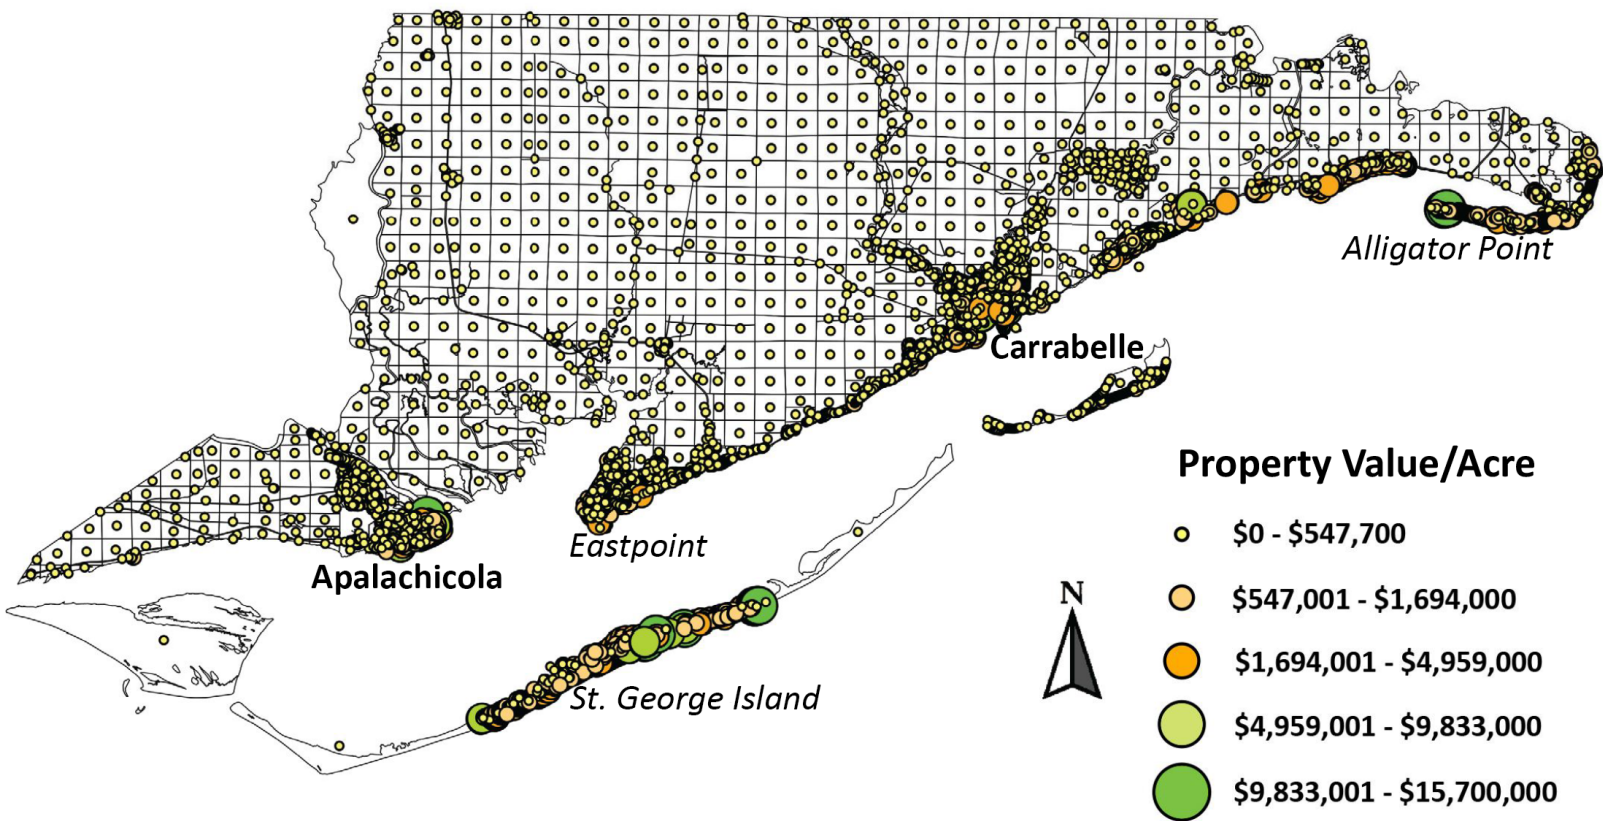 Alligator Point
Carrabelle
Eastpoint
Apalachicola
St. George Island
N
Property Value/Acre
$0 - $547,700
$547,001 - $1,694,000
$1,694,001 - $4,959,000
$4,959,001 - $9,833,000
$9,833,001 - $15,700,000